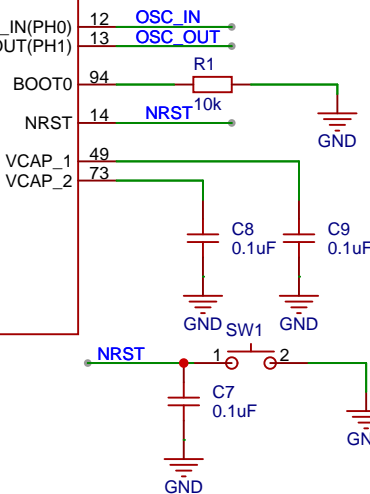 _IN(PH0) 12 OSC_IN
OUT(PH1) 13 OSC_OUT
R1
BOOT0 94
10k
GND
NRST 14 NRST
VCAP_1 49
VCAP_2 73
C8 C9
0.1uF 0.1uF
GND GND
SW1
NRST 1 2
C7
0.1uF
GN
GND